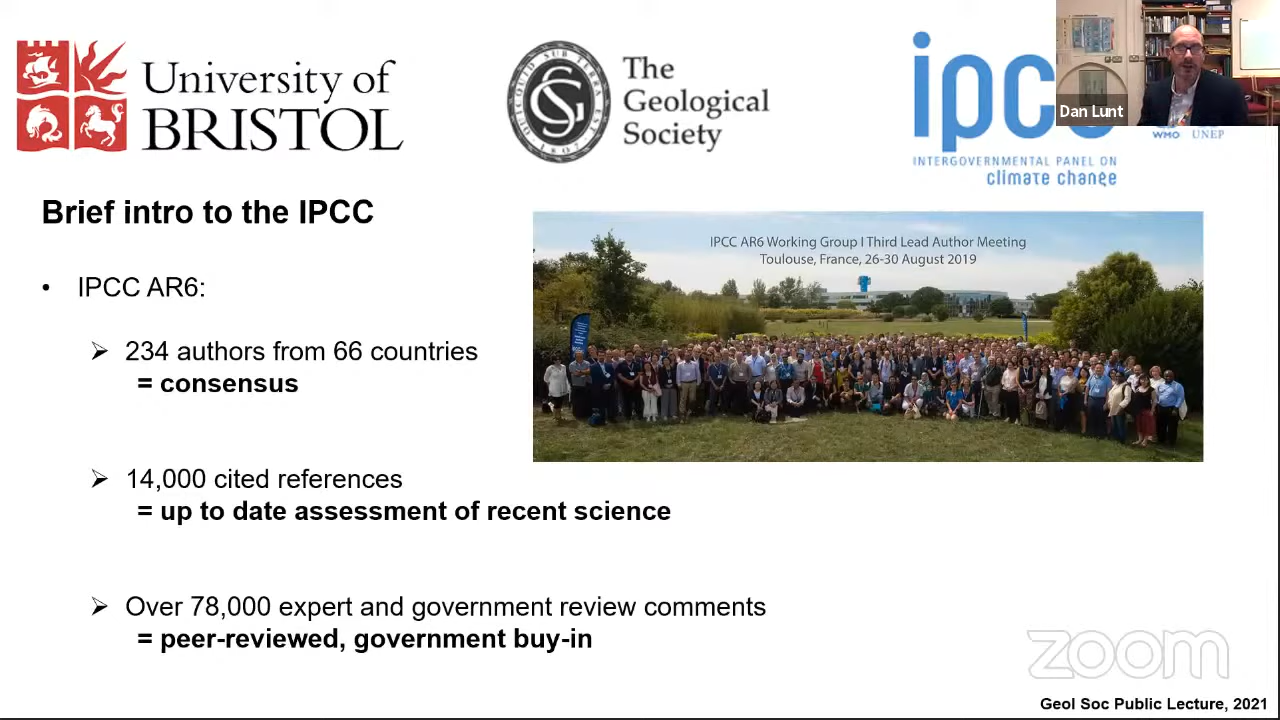 University of
BRISTOL
The
Geological
Society
ipcc
INTERGOVERNMENTAL PANEL ON
climate change
WMO UNEP
Dan Lunt
Brief intro to the IPCC
IPCC AR6 Working Group I Third Lead Author Meeting
Toulouse, France, 26-30 August 2019
• IPCC AR6:
➢ 234 authors from 66 countries
= consensus
➢ 14,000 cited references
= up to date assessment of recent science
➢ Over 78,000 expert and government review comments
= peer-reviewed, government buy-in
zoom
Geol Soc Public Lecture, 2021